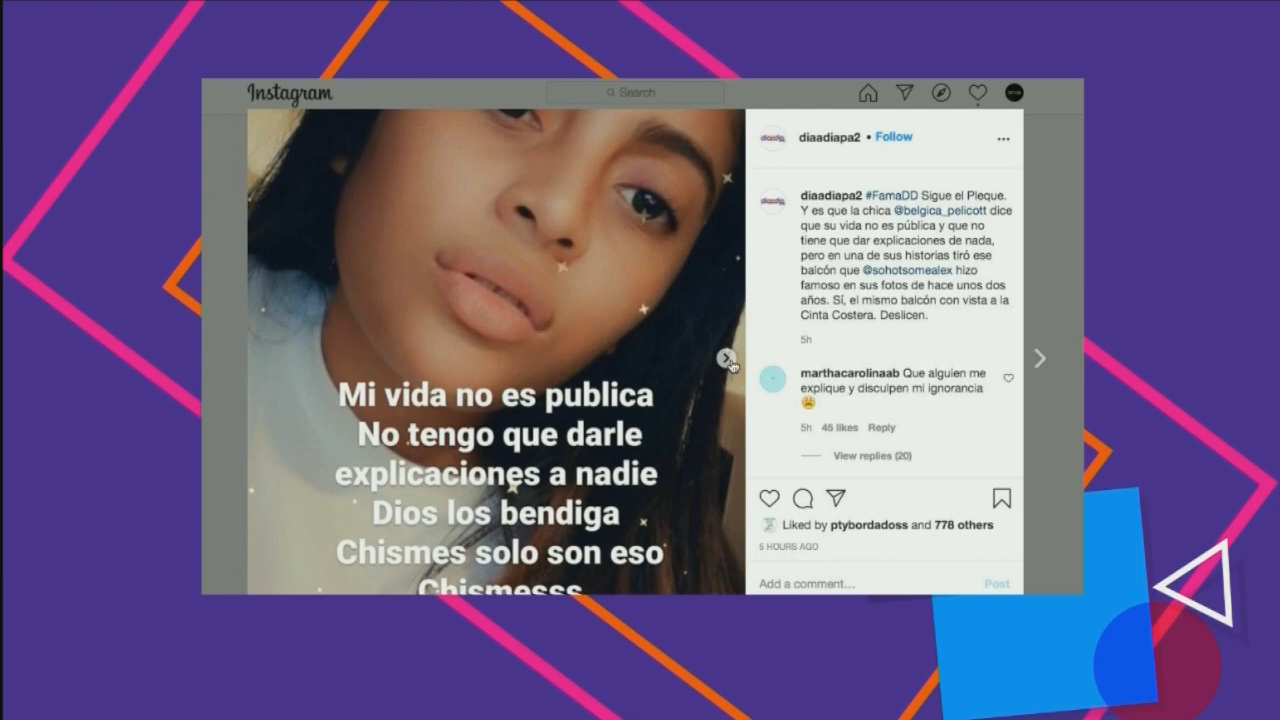 Instagram
Search
diaadiapa2 • Follow
diaadiapa2 #FamaDD Sigue el Pleque.
Y es que la chica @belgica_pelicott dice
que su vida no es pública y que no
tiene que dar explicaciones de nada,
pero en una de sus historias tiró ese
balcón que @sohotsomealex hizo
famoso en sus fotos de hace unos dos
años. Sí, el mismo balcón con vista a la
Cinta Costera. Deslicen.
5h
marthacarolinaab Que alguien me
explique y disculpen mi ignorancia
😩
5h 45 likes Reply
View replies (20)
Liked by ptybordadoss and 778 others
5 HOURS AGO
Add a comment... Post
Mi vida no es publica
No tengo que darle
explicaciones a nadie
Dios los bendiga
Chismes solo son eso
Chismesss